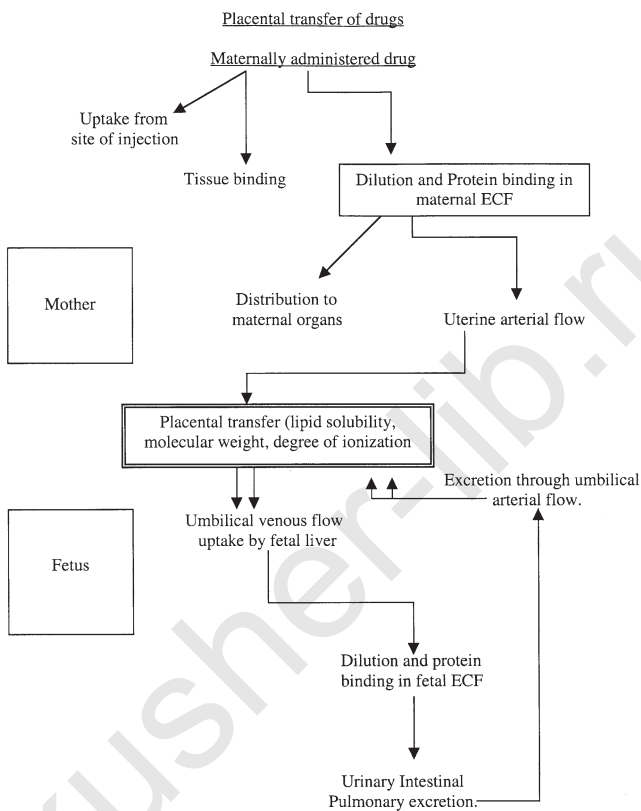 Placental transfer of drugs
Maternally administered drug
Uptake from
site of injection
Tissue binding
Dilution and Protein binding in
maternal ECF
Mother
Distribution to
maternal organs
Uterine arterial flow
Placental transfer (lipid solubility,
molecular weight, degree of ionization
Excretion through umbilical
arterial flow.
Umbilical venous flow
uptake by fetal liver
Fetus
Dilution and protein
binding in fetal ECF
Urinary Intestinal
Pulmonary excretion.
kusher-lib.ru